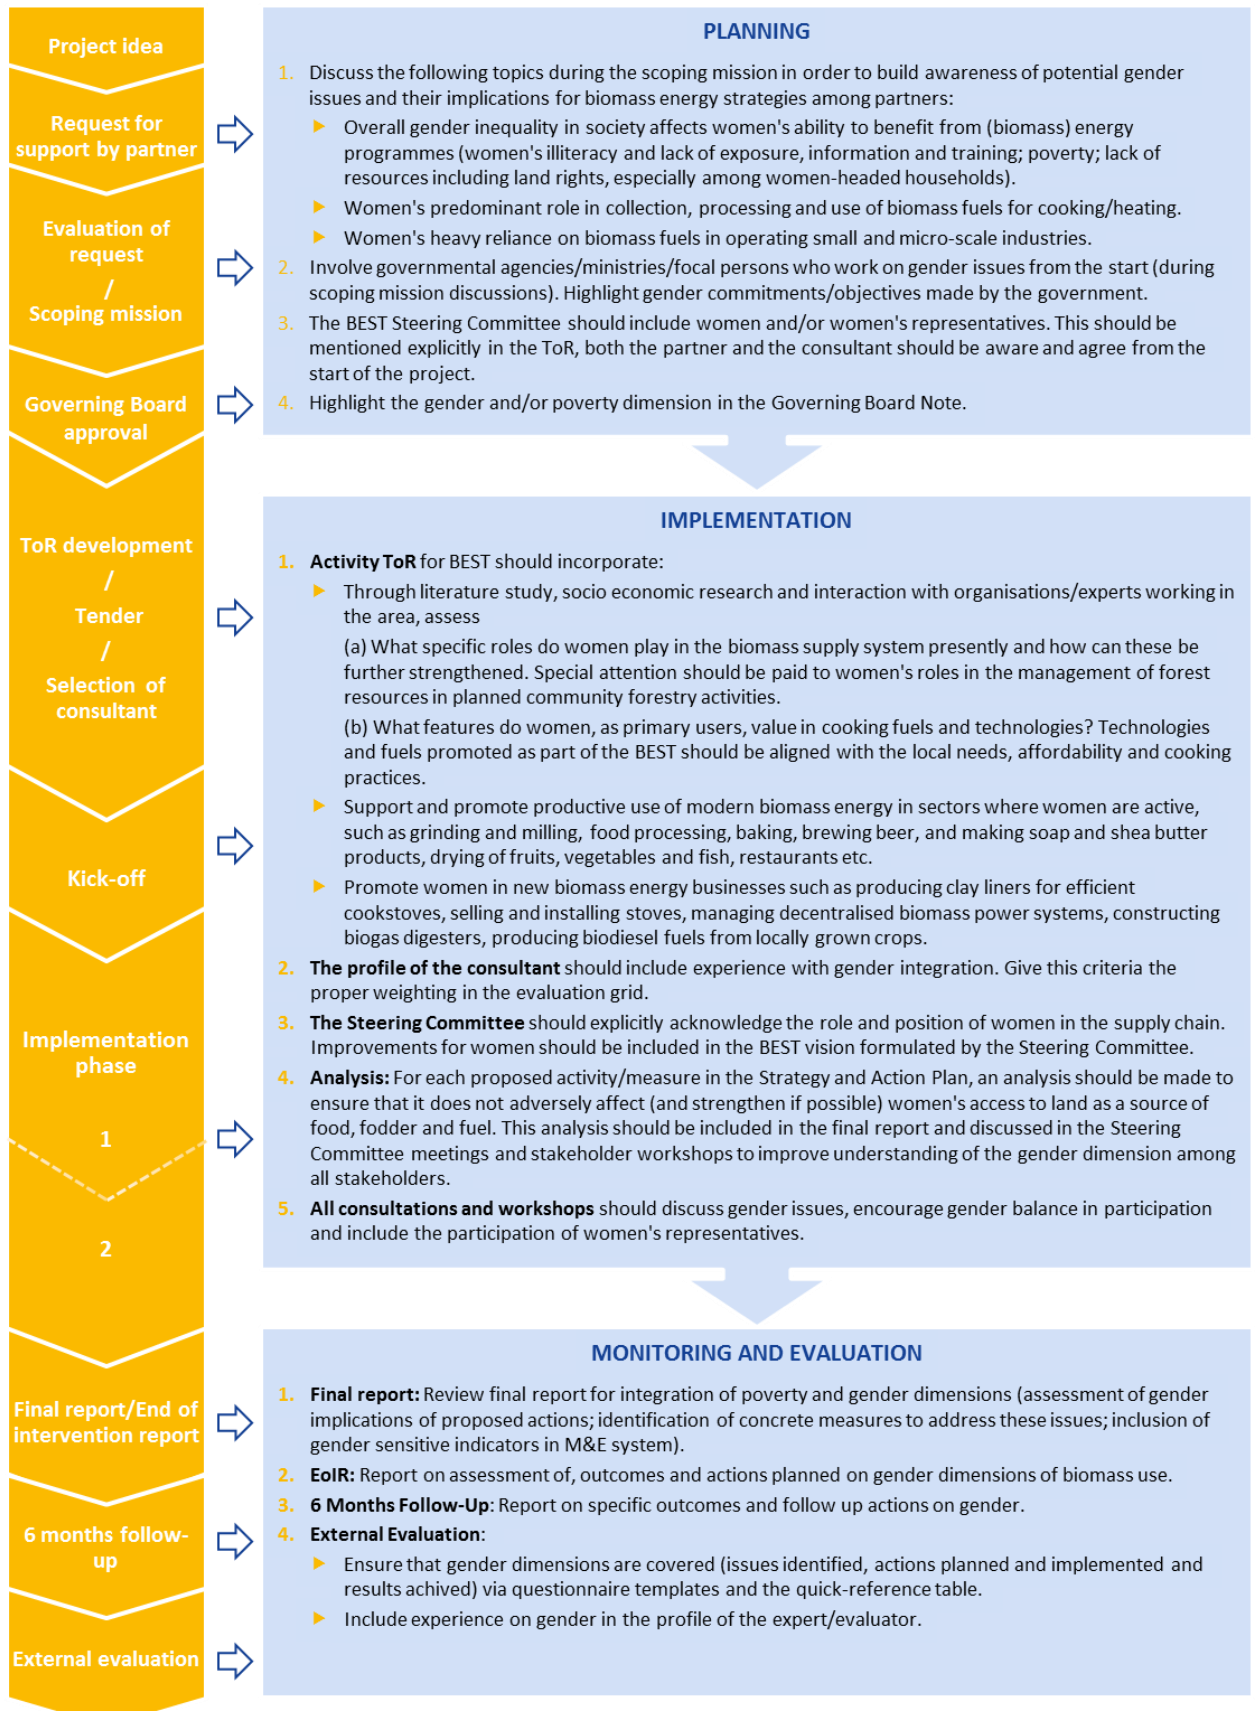 Project idea
Request for
support by partner
Evaluation of
request
/
Scoping mission
Governing Board
approval
ToR development
/
Tender
/
Selection of
consultant
Kick-off
Implementation
phase
1
2
Final report/End of
intervention report
6 months follow-
up
External evaluation
PLANNING
1. Discuss the following topics during the scoping mission in order to build awareness of potential gender
issues and their implications for biomass energy strategies among partners:
Overall gender inequality in society affects women's ability to benefit from (biomass) energy
programmes (women's illiteracy and lack of exposure, information and training; poverty; lack of
resources including land rights, especially among women-headed households).
Women's predominant role in collection, processing and use of biomass fuels for cooking/heating.
Women's heavy reliance on biomass fuels in operating small and micro-scale industries.
2. Involve governmental agencies/ministries/focal persons who work on gender issues from the start (during
scoping mission discussions). Highlight gender commitments/objectives made by the government.
3. The BEST Steering Committee should include women and/or women's representatives. This should be
mentioned explicitly in the ToR, both the partner and the consultant should be aware and agree from the
start of the project.
4. Highlight the gender and/or poverty dimension in the Governing Board Note.
IMPLEMENTATION
1. Activity ToR for BEST should incorporate:
Through literature study, socio economic research and interaction with organisations/experts working in
the area, assess
(a) What specific roles do women play in the biomass supply system presently and how can these be
further strengthened. Special attention should be paid to women's roles in the management of forest
resources in planned community forestry activities.
(b) What features do women, as primary users, value in cooking fuels and technologies? Technologies
and fuels promoted as part of the BEST should be aligned with the local needs, affordability and cooking
practices.
Support and promote productive use of modern biomass energy in sectors where women are active,
such as grinding and milling, food processing, baking, brewing beer, and making soap and shea butter
products, drying of fruits, vegetables and fish, restaurants etc.
Promote women in new biomass energy businesses such as producing clay liners for efficient
cookstoves, selling and installing stoves, managing decentralised biomass power systems, constructing
biogas digesters, producing biodiesel fuels from locally grown crops.
2. The profile of the consultant should include experience with gender integration. Give this criteria the
proper weighting in the evaluation grid.
3. The Steering Committee should explicitly acknowledge the role and position of women in the supply chain.
Improvements for women should be included in the BEST vision formulated by the Steering Committee.
4. Analysis: For each proposed activity/measure in the Strategy and Action Plan, an analysis should be made to
ensure that it does not adversely affect (and strengthen if possible) women's access to land as a source of
food, fodder and fuel. This analysis should be included in the final report and discussed in the Steering
Committee meetings and stakeholder workshops to improve understanding of the gender dimension among
all stakeholders.
5. All consultations and workshops should discuss gender issues, encourage gender balance in participation
and include the participation of women's representatives.
MONITORING AND EVALUATION
1. Final report: Review final report for integration of poverty and gender dimensions (assessment of gender
implications of proposed actions; identification of concrete measures to address these issues; inclusion of
gender sensitive indicators in M&E system).
2. EoIR: Report on assessment of, outcomes and actions planned on gender dimensions of biomass use.
3. 6 Months Follow-Up: Report on specific outcomes and follow up actions on gender.
4. External Evaluation:
Ensure that gender dimensions are covered (issues identified, actions planned and implemented and
results achived) via questionnaire templates and the quick-reference table.
Include experience on gender in the profile of the expert/evaluator.